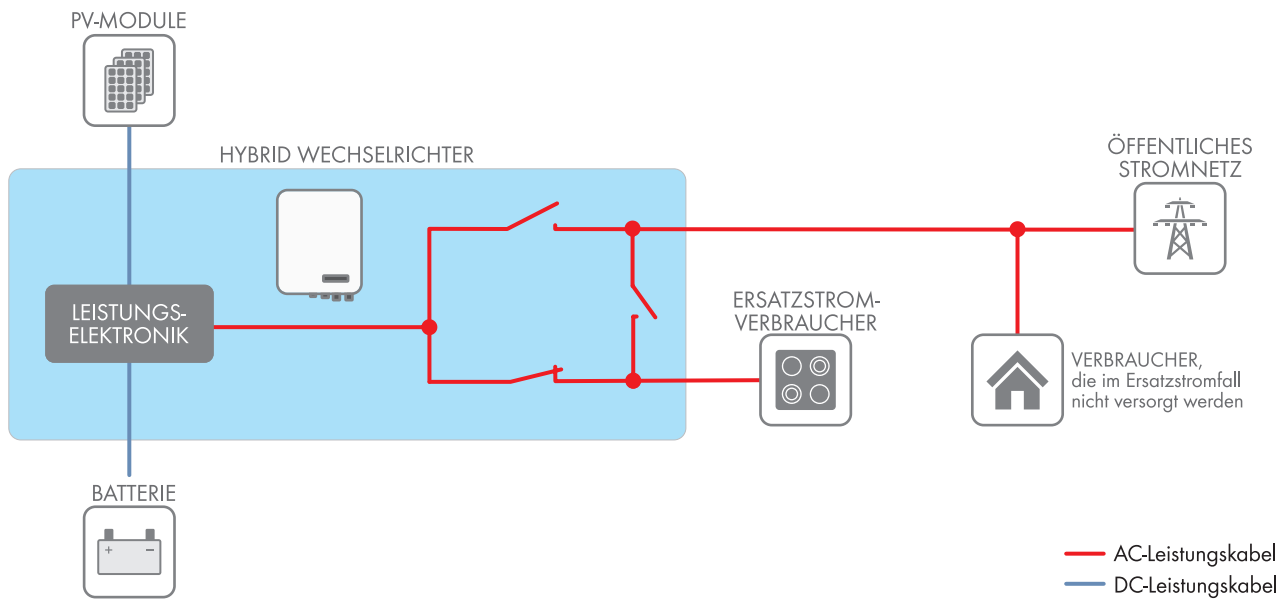 PV-MODULE
HYBRID WECHSELRICHTER
ÖFFENTLICHES
STROMNETZ
LEISTUNGS-
ELEKTRONIK
ERSATZSTROM-
VERBRAUCHER
VERBRAUCHER,
die im Ersatzstromfall
nicht versorgt werden
BATTERIE
+ −
AC-Leistungskabel
DC-Leistungskabel